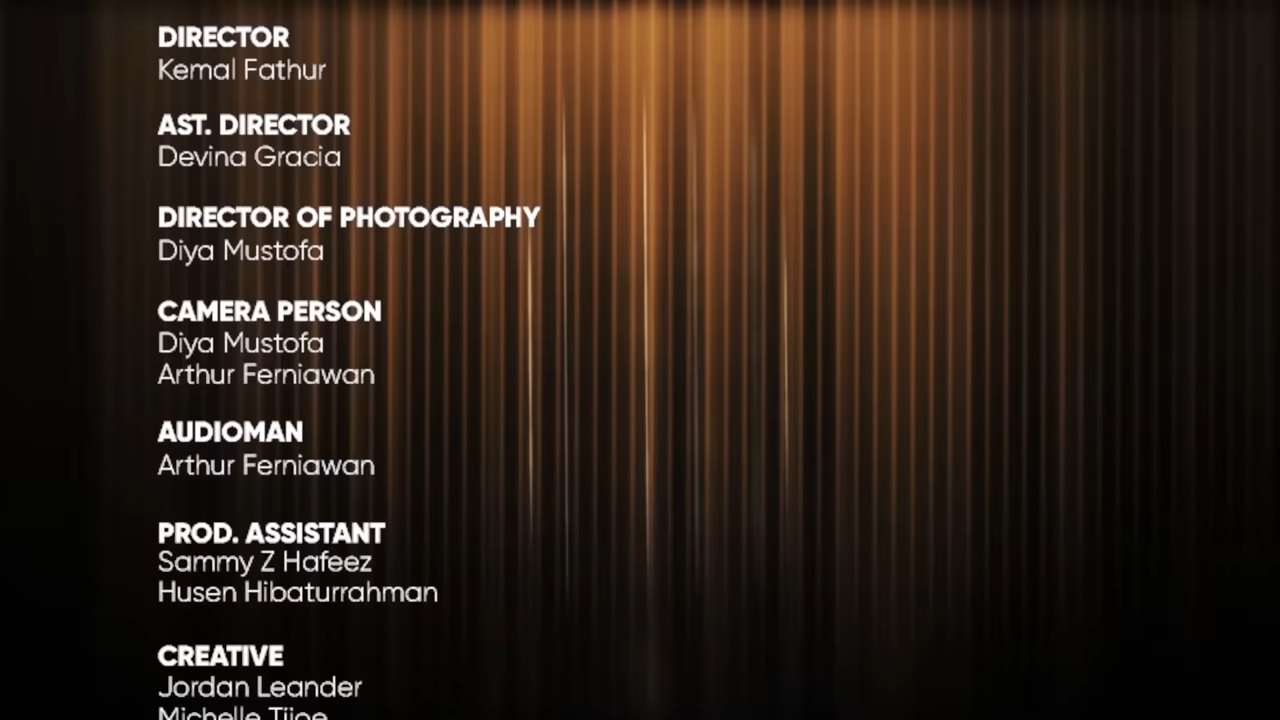 DIRECTOR
Kemal Fathur
AST. DIRECTOR
Devina Gracia
DIRECTOR OF PHOTOGRAPHY
Diya Mustofa
CAMERA PERSON
Diya Mustofa
Arthur Ferniawan
AUDIOMAN
Arthur Ferniawan
PROD. ASSISTANT
Sammy Z Hafeez
Husen Hibaturrahman
CREATIVE
Jordan Leander
Michelle